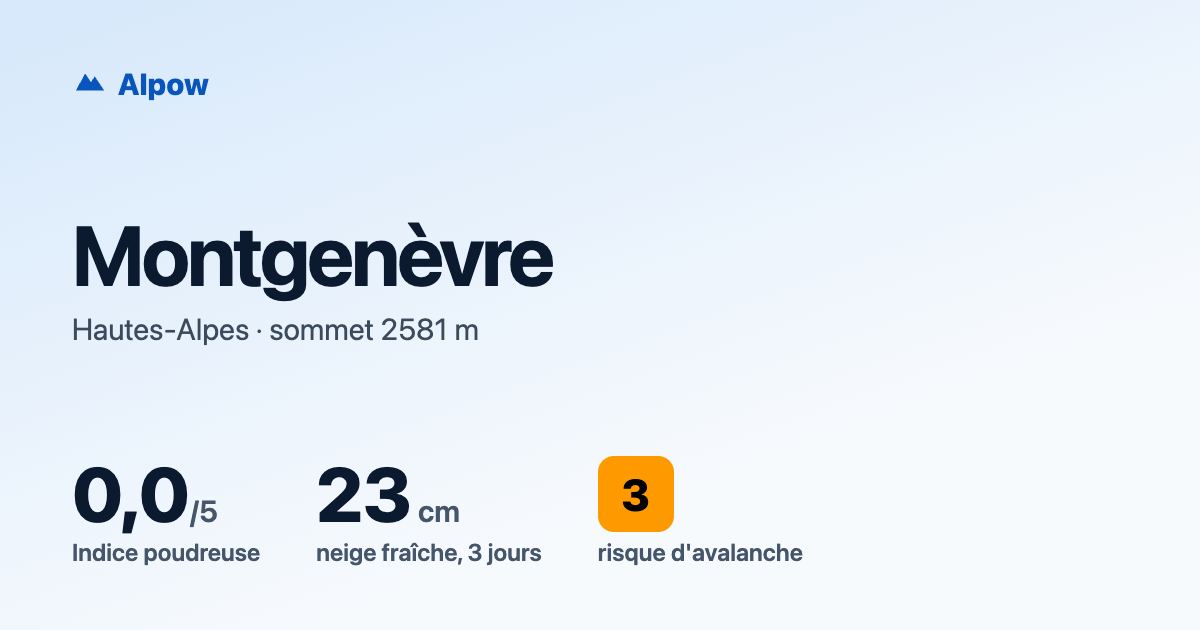 Alpow
Montgenèvre
Hautes-Alpes · sommet 2581 m
0,0/5
Indice poudreuse
23 cm
neige fraîche, 3 jours
3
risque d'avalanche